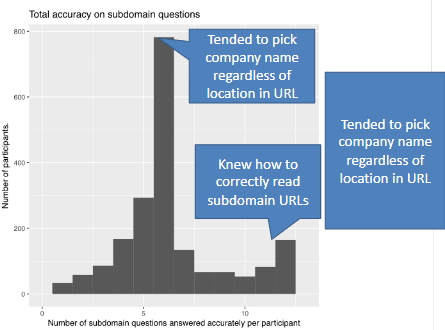 Total accuracy on subdomain questions
800
600
400
200
0
Number of participants.
0
5
10
Number of subdomain questions answered accurately per participant
Tended to pick
company name
regardless of
location in URL
Knew how to
correctly read
subdomain URLs
Tended to pick
company name
regardless of
location in URL